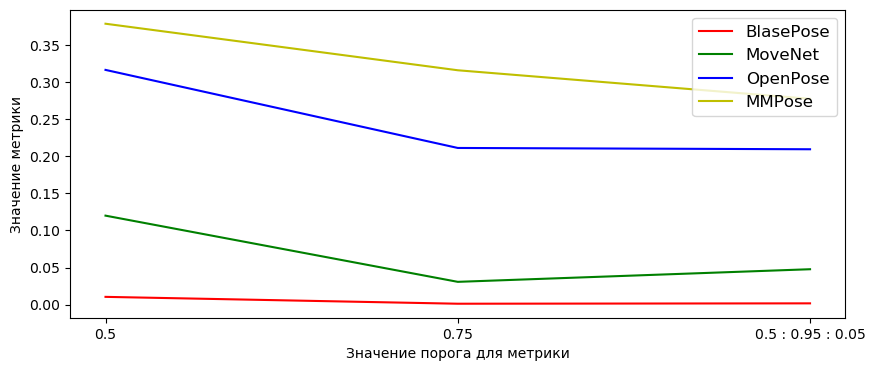 BlasePose
MoveNet
OpenPose
MMPose
Значение метрики
0.35
0.30
0.25
0.20
0.15
0.10
0.05
0.00
0.5
0.75
0.5 : 0.95 : 0.05
Значение порога для метрики